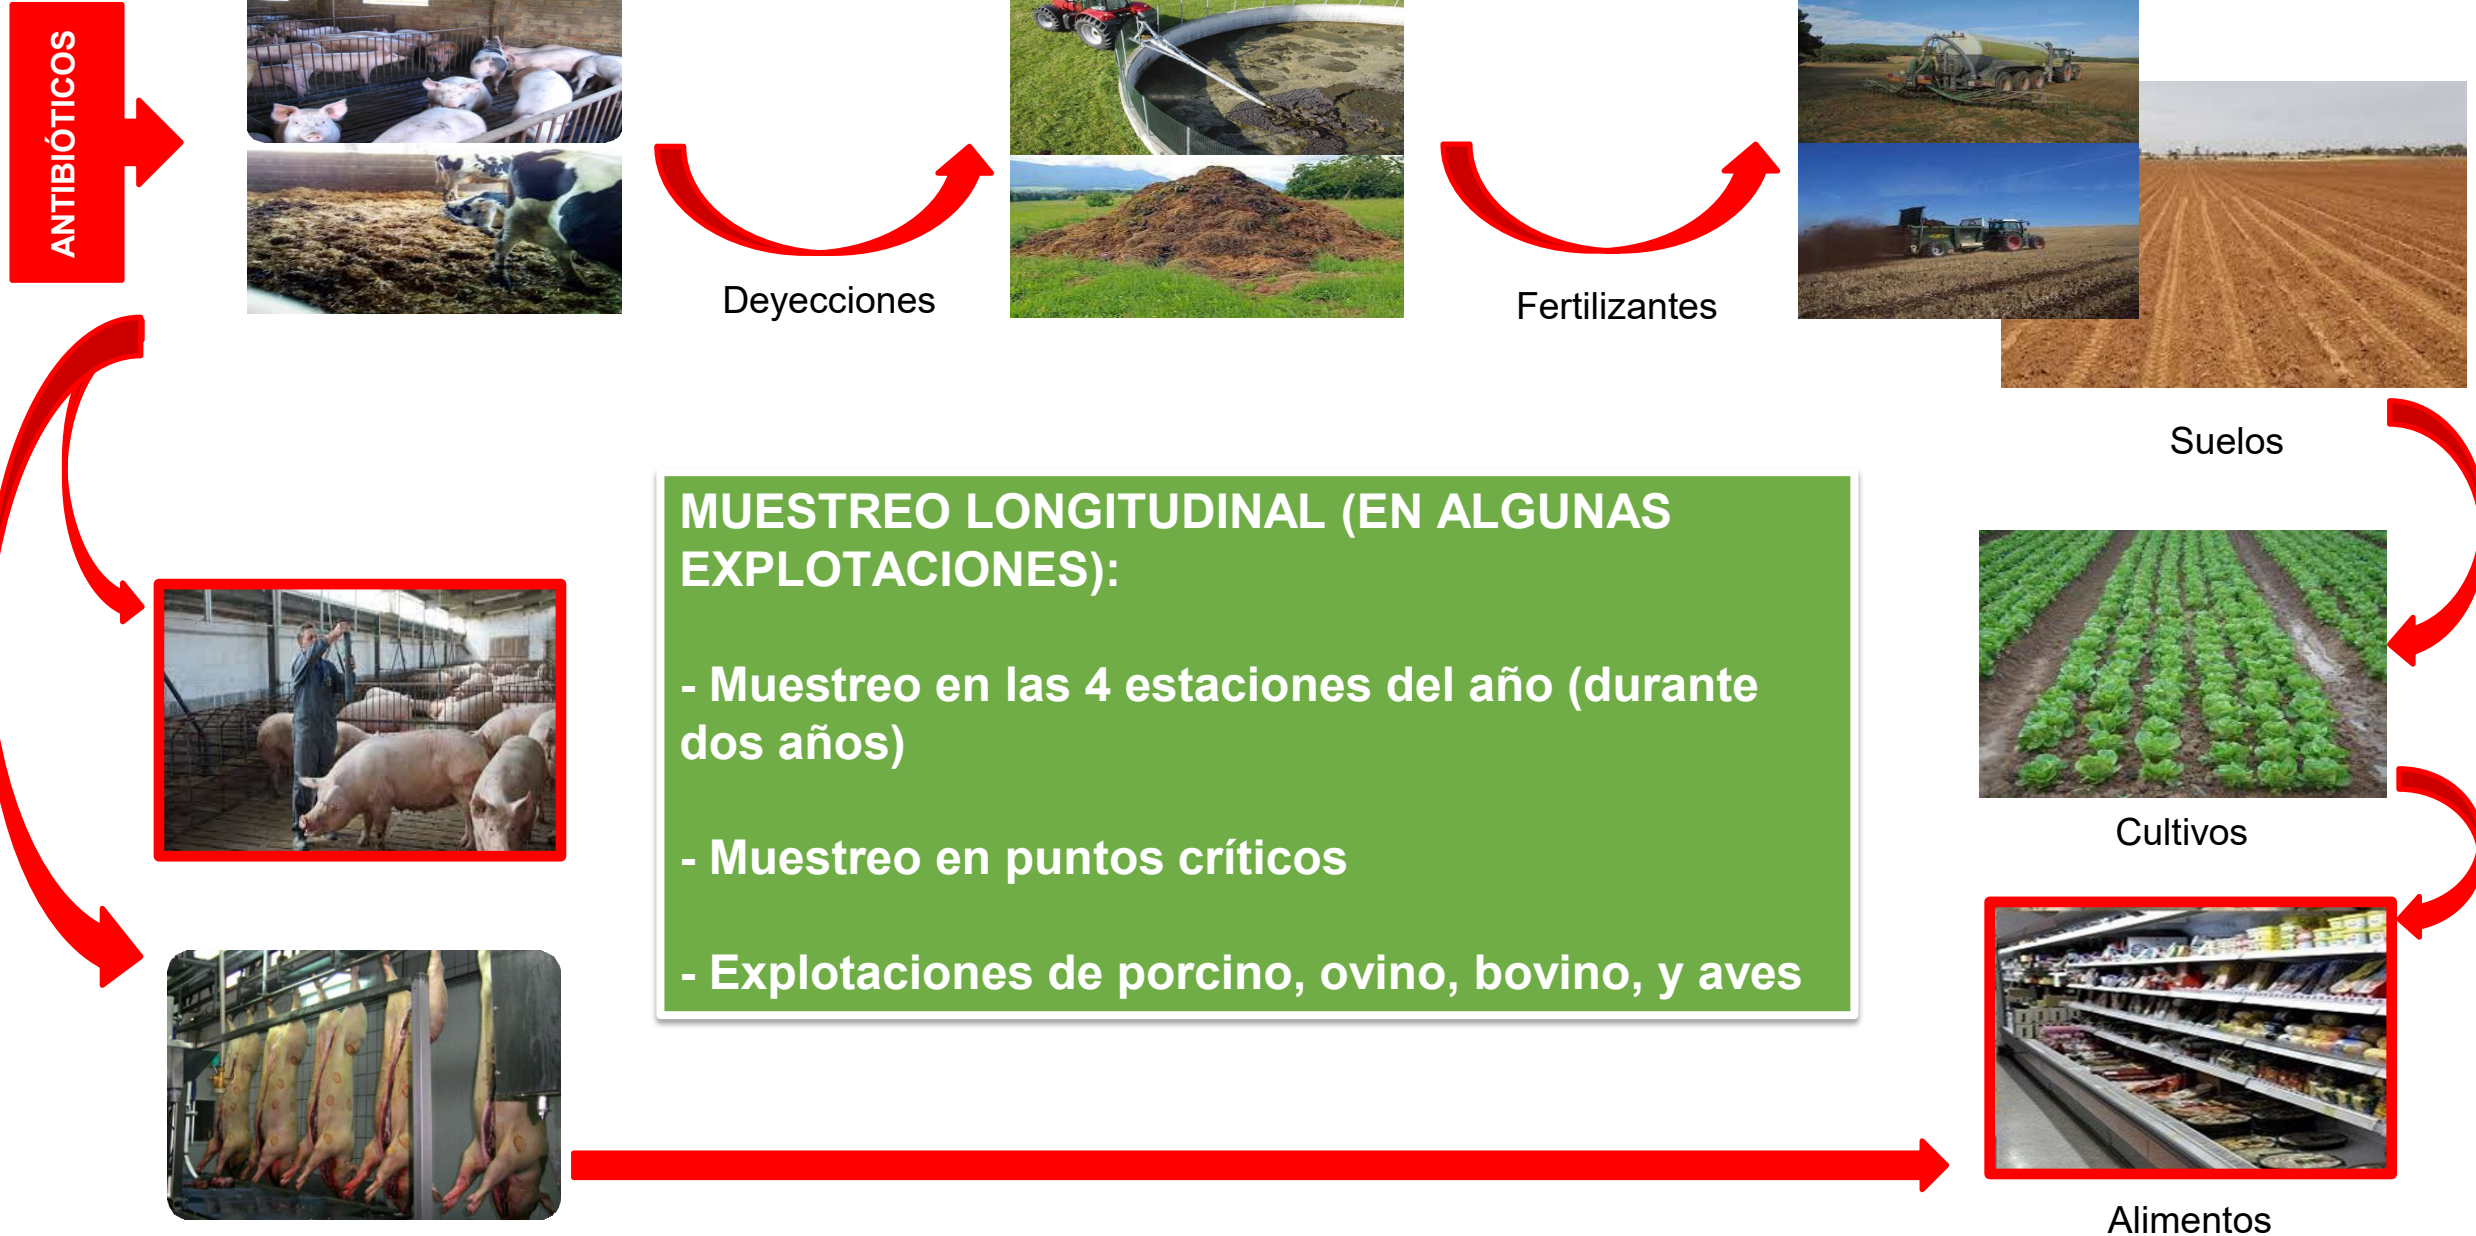 ANTIBIÓTICOS
Deyecciones
Fertilizantes
Suelos
MUESTREO LONGITUDINAL (EN ALGUNAS
EXPLOTACIONES):
- Muestreo en las 4 estaciones del año (durante
dos años)
- Muestreo en puntos críticos
- Explotaciones de porcino, ovino, bovino, y aves
Cultivos
Alimentos